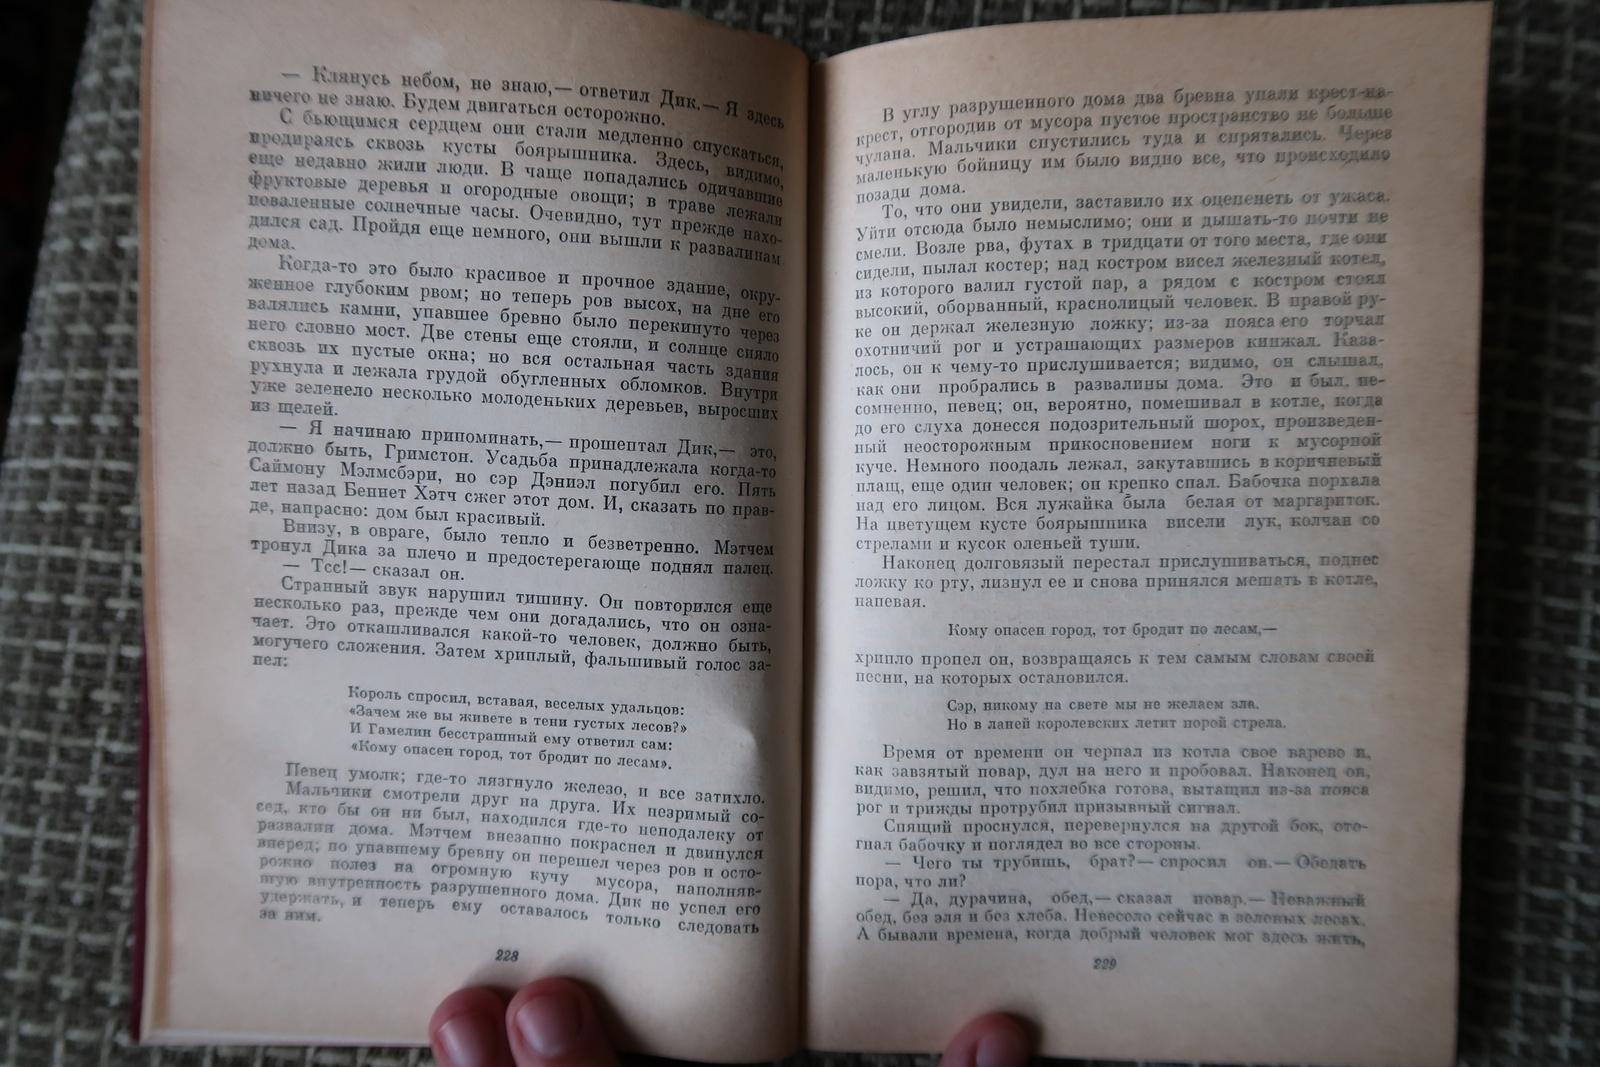 — Клянусь небом, не знаю,— ответил Дик.— Я здесь
ничего не знаю. Будем двигаться осторожно.
С бьющимся сердцем они стали медленно спускаться,
продираясь сквозь кусты боярышника. Здесь, видимо,
еще недавно жили люди. В чаще попадались одичавшие
фруктовые деревья и огородные овощи; в траве лежали
поваленные солнечные часы. Очевидно, тут прежде нахо-
дился сад. Пройдя еще немного, они вышли к развалинам
дома.
Когда-то это было красивое и прочное здание, окру-
женное глубоким рвом; но теперь ров высох, на дне его
валялись камни, упавшее бревно было перекинуто через
него словно мост. Две стены еще стояли, и солнце сияло
сквозь их пустые окна; но вся остальная часть здания
рухнула и лежала грудой обугленных обломков. Внутри
уже зеленело несколько молоденьких деревьев, выросших
из щелей.
— Я начинаю припоминать,— прошептал Дик,— это,
должно быть, Гримстон. Усадьба принадлежала когда-то
Саймону Мэлмсбэри, но сэр Дэниэл погубил его. Пять
лет назад Беннет Хэтч сжег этот дом. И, сказать по прав-
де, напрасно: дом был красивый.
Внизу, в овраге, было тепло и безветренно. Мэтчем
тронул Дика за плечо и предостерегающе поднял палец.
— Тсс!— сказал он.
Странный звук нарушил тишину. Он повторился еще
несколько раз, прежде чем они догадались, что он озна-
чает. Это откашливался какой-то человек, должно быть,
могучего сложения. Затем хриплый, фальшивый голос за-
пел:
Король спросил, вставая, веселых удальцов:
«Зачем же вы живете в тени густых лесов?»
И Гамелин бесстрашный ему ответил сам:
«Кому опасен город, тот бродит по лесам».
Певец умолк; где-то лязгнуло железо, и все затихло.
Мальчики смотрели друг на друга. Их незримый со-
сед, кто бы он ни был, находился где-то неподалеку от
развалин дома. Мэтчем внезапно покраснел и двинулся
вперед; по упавшему бревну он перешел через ров и осто-
рожно полез на огромную кучу мусора, наполняв-
шую внутренность разрушенного дома. Дик не успел его
удержать, и теперь ему оставалось только следовать
за ним.
228
В углу разрушенного дома два бревна упали крест-на-
крест, отгородив от мусора пустое пространство не больше
чулана. Мальчики спустились туда и спрятались. Через
маленькую бойницу им было видно все, что происходило
позади дома.
То, что они увидели, заставило их оцепенеть от ужаса.
Уйти отсюда было немыслимо; они и дышать-то почти не
смели. Возле рва, футах в тридцати от того места, где они
сидели, пылал костер; над костром висел железный котел,
из которого валил густой пар, а рядом с костром стоял
высокий, оборванный, краснолицый человек. В правой ру-
ке он держал железную ложку; из-за пояса его торчал
охотничий рог и устрашающих размеров кинжал. Каза-
лось, он к чему-то прислушивается; видимо, он слышал,
как они пробрались в развалины дома. Это и был, не-
сомненно, певец; он, вероятно, помешивал в котле, когда
до его слуха донесся подозрительный шорох, произведен-
ный неосторожным прикосновением ноги к мусорной
куче. Немного поодаль лежал, закутавшись в коричневый
плащ, еще один человек; он крепко спал. Бабочка порхала
над его лицом. Вся лужайка была белая от маргариток.
На цветущем кусте боярышника висели лук, колчан со
стрелами и кусок оленьей туши.
Наконец долговязый перестал прислушиваться, поднес
ложку ко рту, лизнул ее и снова принялся мешать в котле,
напевая.
Кому опасен город, тот бродит по лесам,—
хрипло пропел он, возвращаясь к тем самым словам своей
песни, на которых остановился.
Сэр, никому на свете мы не желаем зла.
Но в ланей королевских летит порой стрела.
Время от времени он черпал из котла свое варево и,
как завзятый повар, дул на него и пробовал. Наконец он,
видимо, решил, что похлебка готова, вытащил из-за пояса
рог и трижды протрубил призывный сигнал.
Спящий проснулся, перевернулся на другой бок, ото-
гнал бабочку и поглядел во все стороны.
— Чего ты трубишь, брат?— спросил он.— Обедать
пора, что ли?
— Да, дурачина, обед,— сказал повар.— Неважный
обед, без эля и без хлеба. Невесело сейчас в зеленых лесах.
А бывали времена, когда добрый человек мог здесь жить,
229